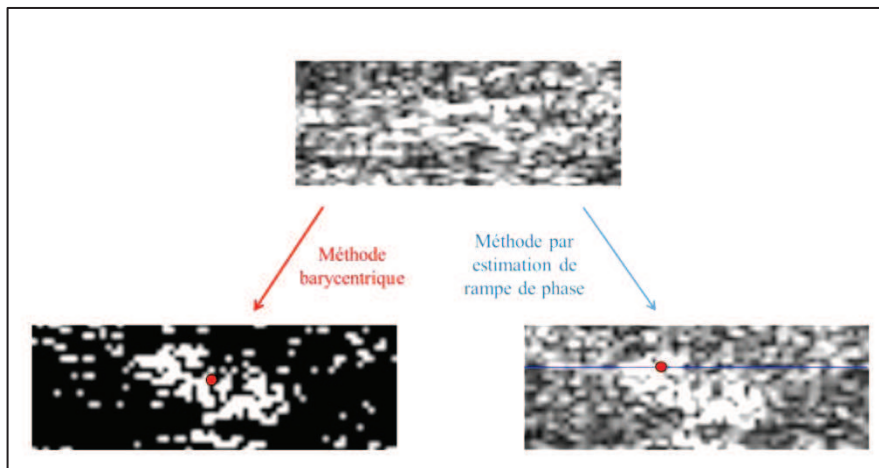 Méthode
barycentrique
Méthode par
estimation de
rampe de phase